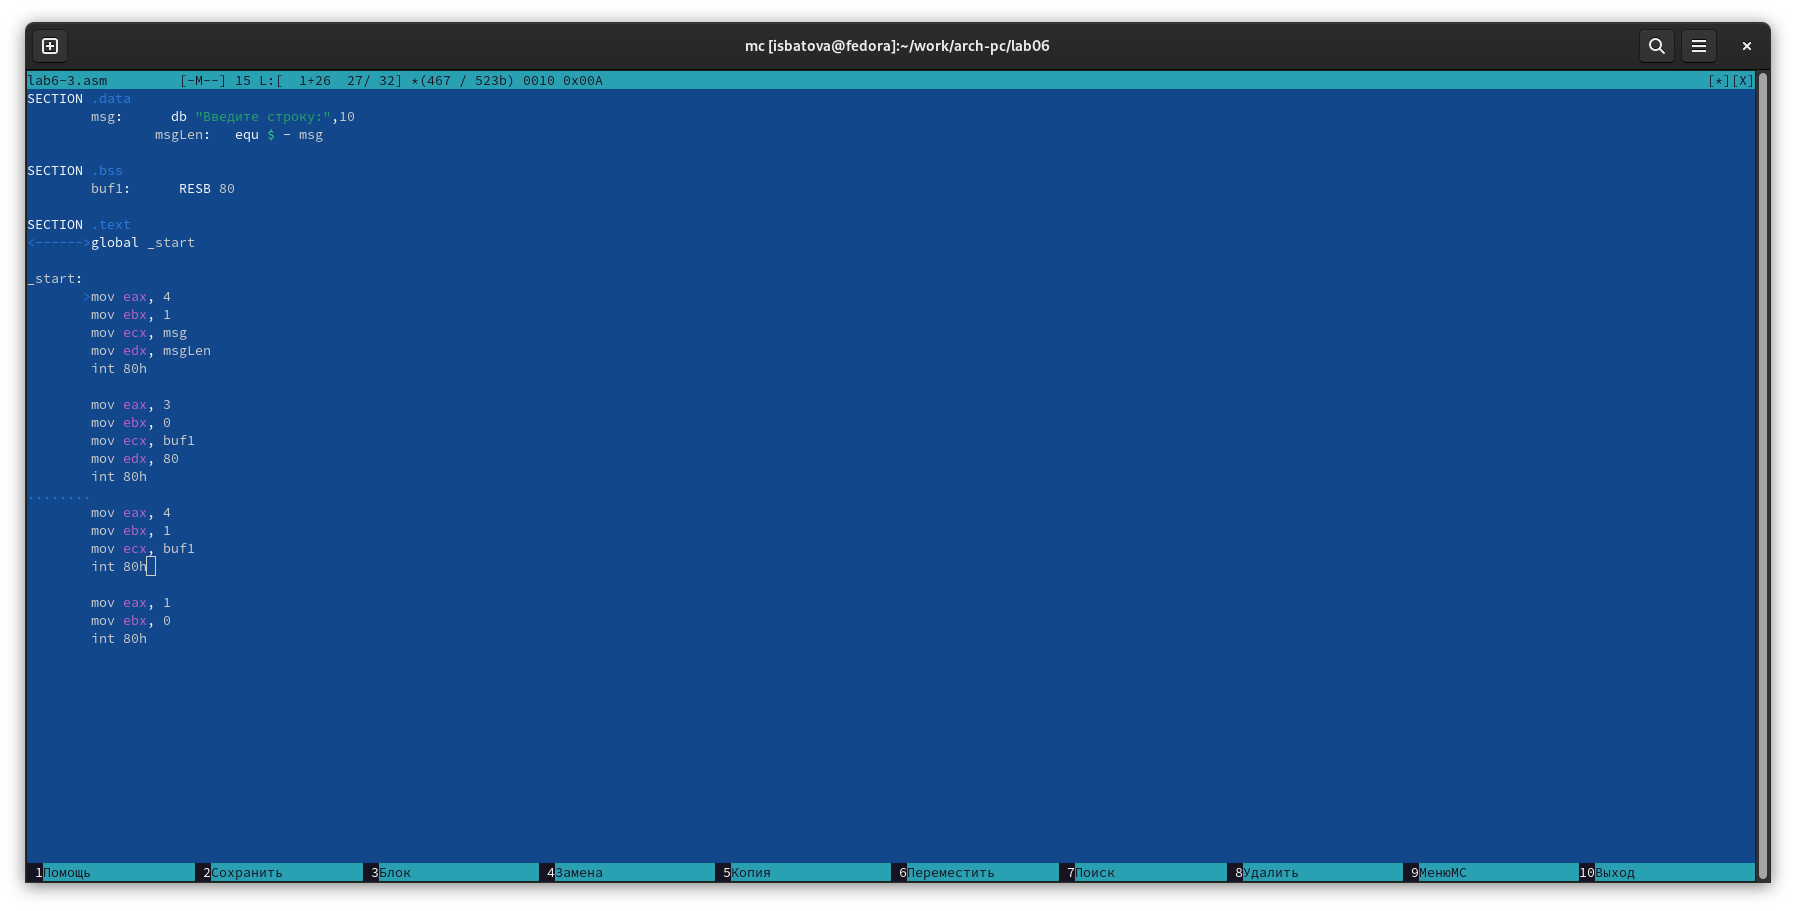 mc [isbatova@fedora]:~/work/arch-pc/lab06
lab6-3.asm         [-M--] 15 L:[  1+26  27/ 32] *(467 / 523b) 0010 0x00A [*][X]
SECTION .data
        msg:      db "Введите строку:",10
                msgLen:   equ $ - msg
SECTION .bss
        buf1:      RESB 80
SECTION .text
<------>global _start
_start:
       >mov eax, 4
        mov ebx, 1
        mov ecx, msg
        mov edx, msgLen
        int 80h
        mov eax, 3
        mov ebx, 0
        mov ecx, buf1
        mov edx, 80
        int 80h
........
        mov eax, 4
        mov ebx, 1
        mov ecx, buf1
        int 80h
        mov eax, 1
        mov ebx, 0
        int 80h
1Помощь 2Сохранить 3Блок 4Замена 5Копия 6Переместить 7Поиск 8Удалить 9МенюMC 10Выход